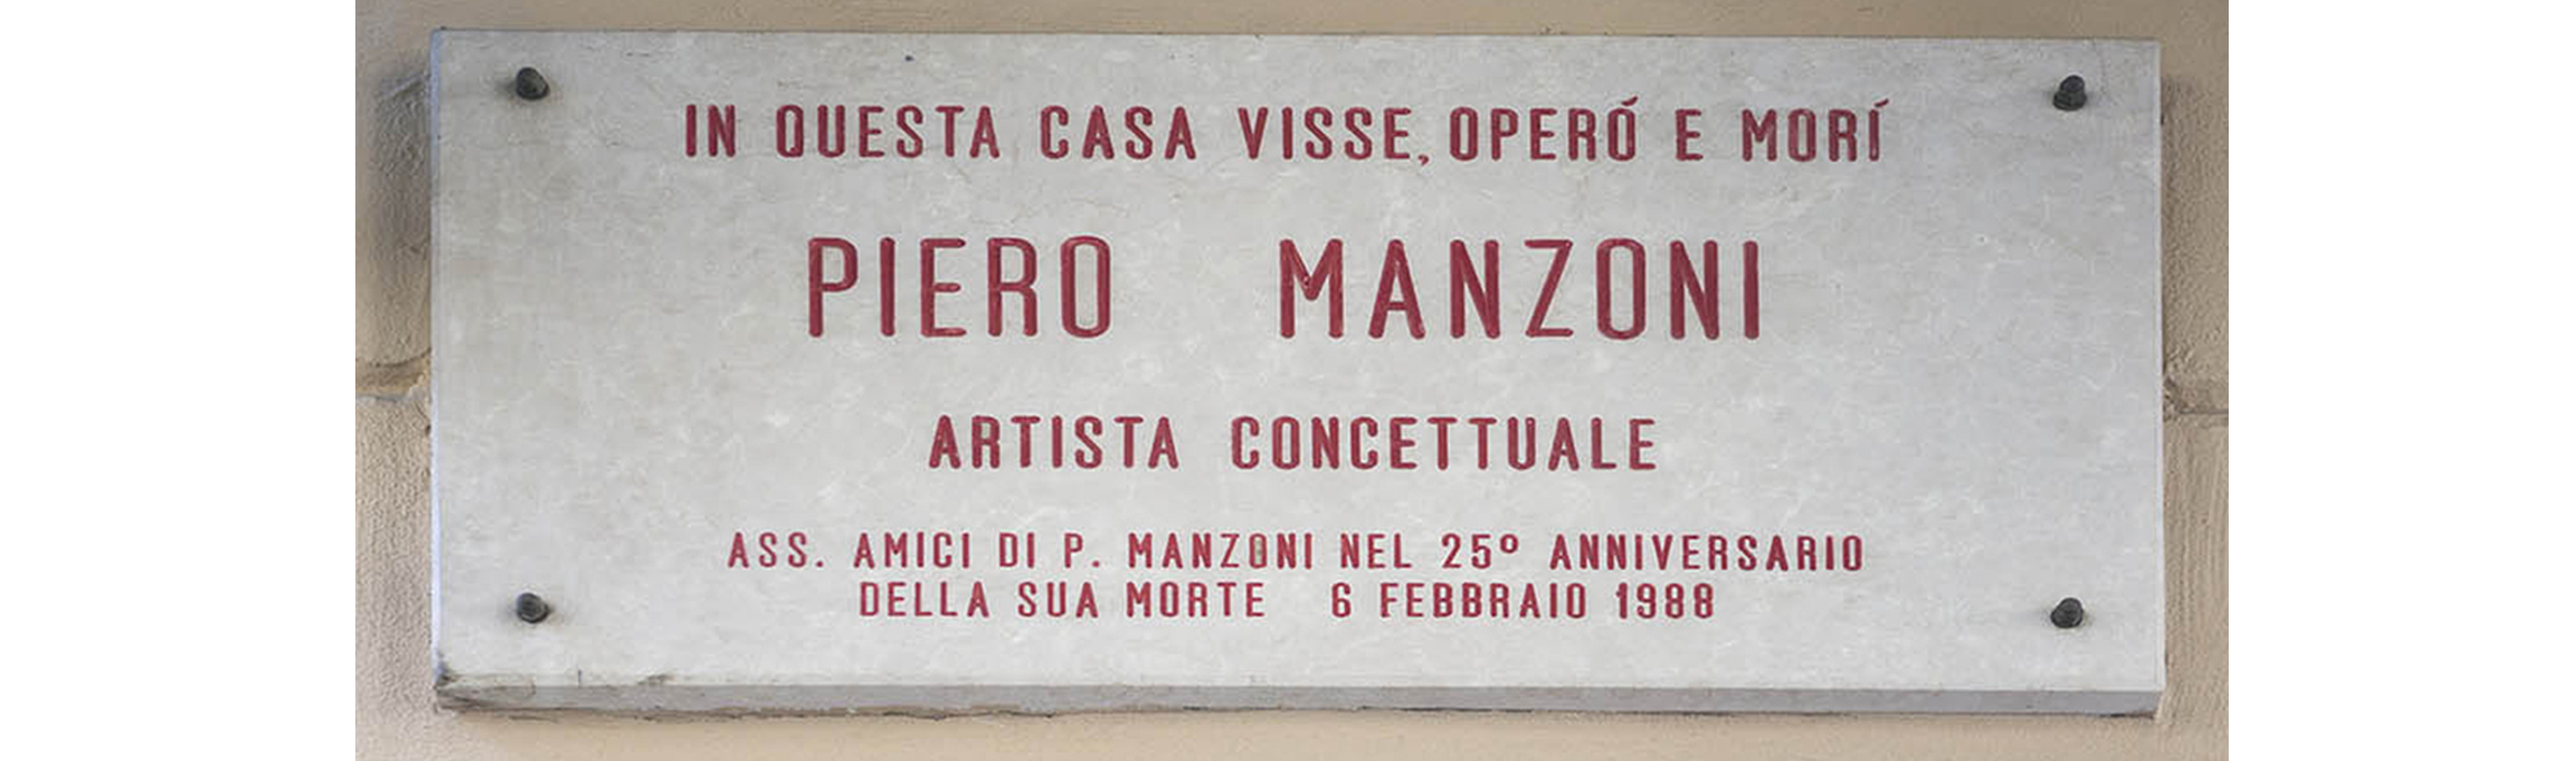 IN QUESTA CASA VISSE, OPERÓ E MORÍ
PIERO MANZONI
ARTISTA CONCETTUALE
ASS. AMICI DI P. MANZONI NEL 25º ANNIVERSARIO
DELLA SUA MORTE 6 FEBBRAIO 1988